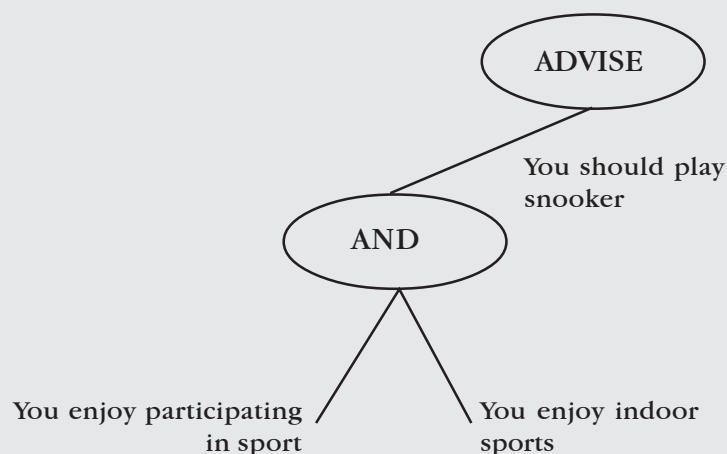 ADVISE
You should play
snooker
AND
You enjoy participating
in sport
You enjoy indoor
sports